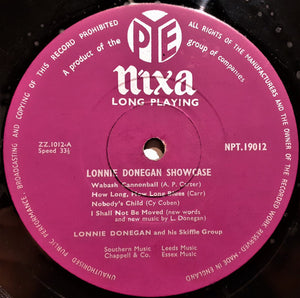 UNAUTHORISED PUBLIC PERFORMANCE, BROADCASTING AND COPYING OF THIS RECORD PROHIBITED
ALL RIGHTS OF THE MANUFACTURERS AND THE OWNER OF THE RECORDED WORK RESERVED · MADE IN ENGLAND
A product of the
PYE
group of companies
nixa
LONG PLAYING
ZZ.1012-A
Speed 33⅓
NPT.19012
LONNIE DONEGAN SHOWCASE
Wabash Cannonball (A. P. Carter)
How Long, How Long Blues (Carr)
Nobody's Child (Cy Coben)
I Shall Not Be Moved (new words
and new music by L. Donegan)
LONNIE DONEGAN and his Skiffle Group
Southern Music Leeds Music
Chappell & Co. Essex Music